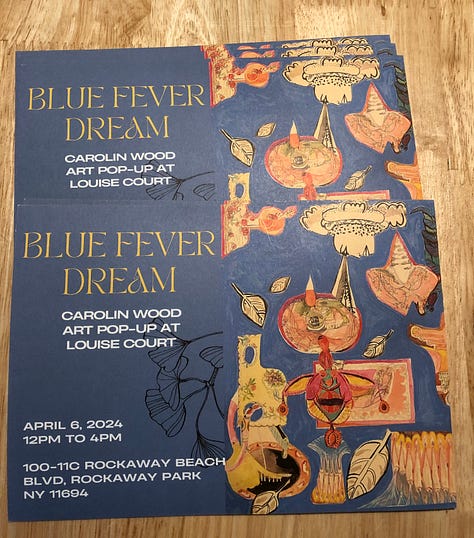 BLUE FEVER
DREAM
CAROLIN WOOD
ART POP-UP AT
LOUISE COURT
BLUE FEVER
DREAM
CAROLIN WOOD
ART POP-UP AT
LOUISE COURT
APRIL 6, 2024
12PM TO 4PM
100-11C ROCKAWAY BEACH
BLVD, ROCKAWAY PARK
NY 11694